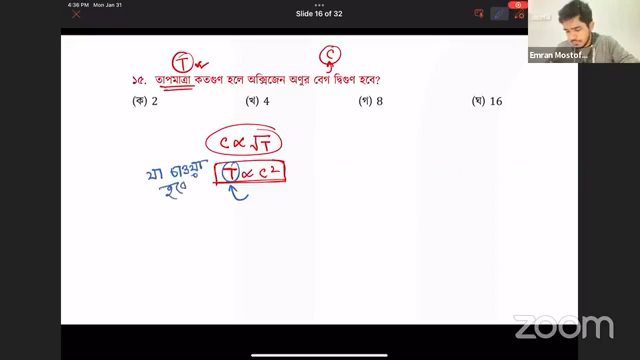 4:36 PM Mon Jan 31
Slide 16 of 32
Emran Mostof...
T
c
১৫. তাপমাত্রা কতগুণ হলে অক্সিজেন অণুর বেগ দ্বিগুণ হবে?
(ক) 2 (খ) 4 (গ) 8 (ঘ) 16
c ∝ √T
যা চাওয়া T ∝ c²
হবে
zoom